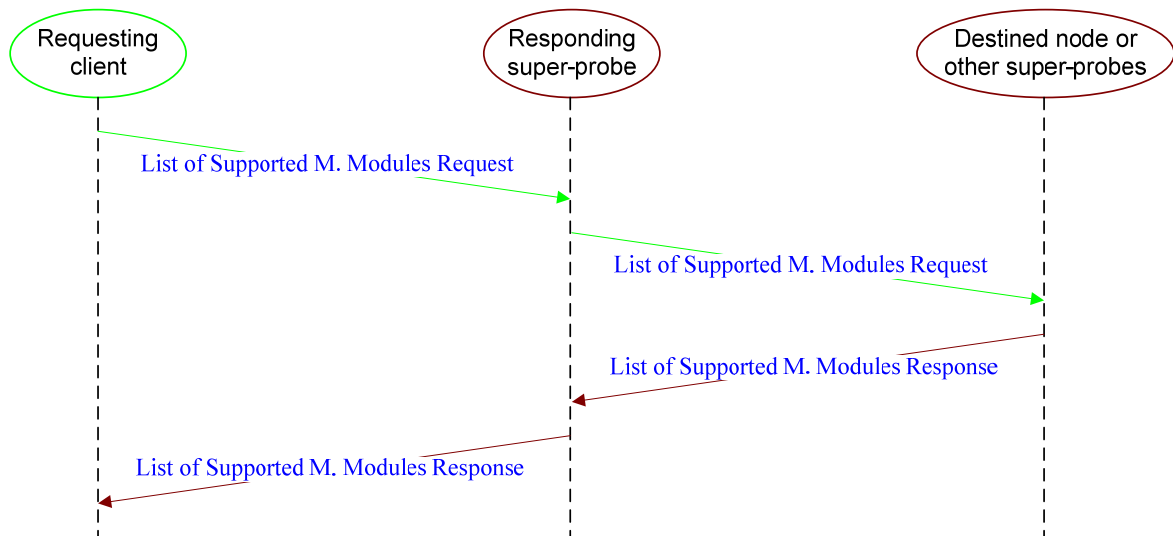 Requesting
client
Responding
super-probe
Destined node or
other super-probes
List of Supported M. Modules Request
List of Supported M. Modules Request
List of Supported M. Modules Response
List of Supported M. Modules Response